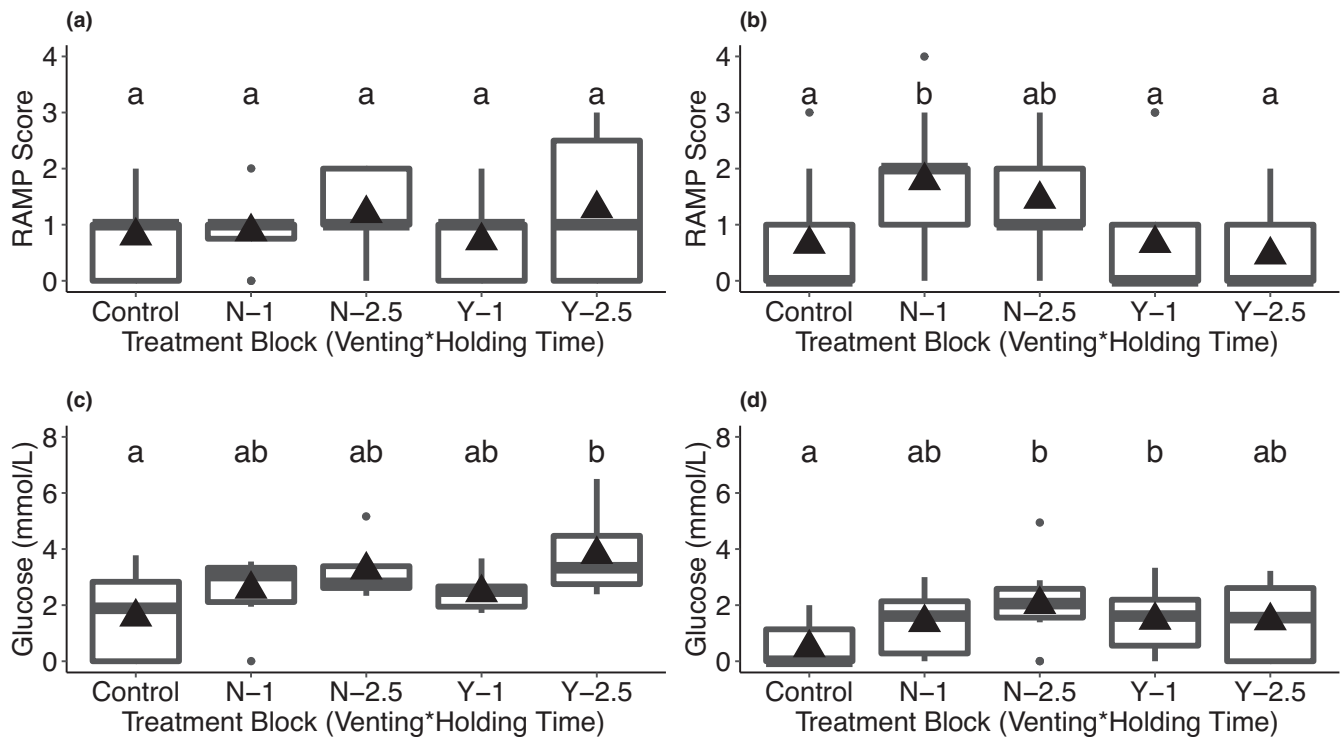 (a)
RAMP Score
4
3
2
1
0
a a a a a
Control N−1 N−2.5 Y−1 Y−2.5
Treatment Block (Venting*Holding Time)
(b)
RAMP Score
4
3
2
1
0
a b ab a a
Control N−1 N−2.5 Y−1 Y−2.5
Treatment Block (Venting*Holding Time)
(c)
Glucose (mmol/L)
8
6
4
2
0
a ab ab ab b
Control N−1 N−2.5 Y−1 Y−2.5
Treatment Block (Venting*Holding Time)
(d)
Glucose (mmol/L)
8
6
4
2
0
a ab b b ab
Control N−1 N−2.5 Y−1 Y−2.5
Treatment Block (Venting*Holding Time)